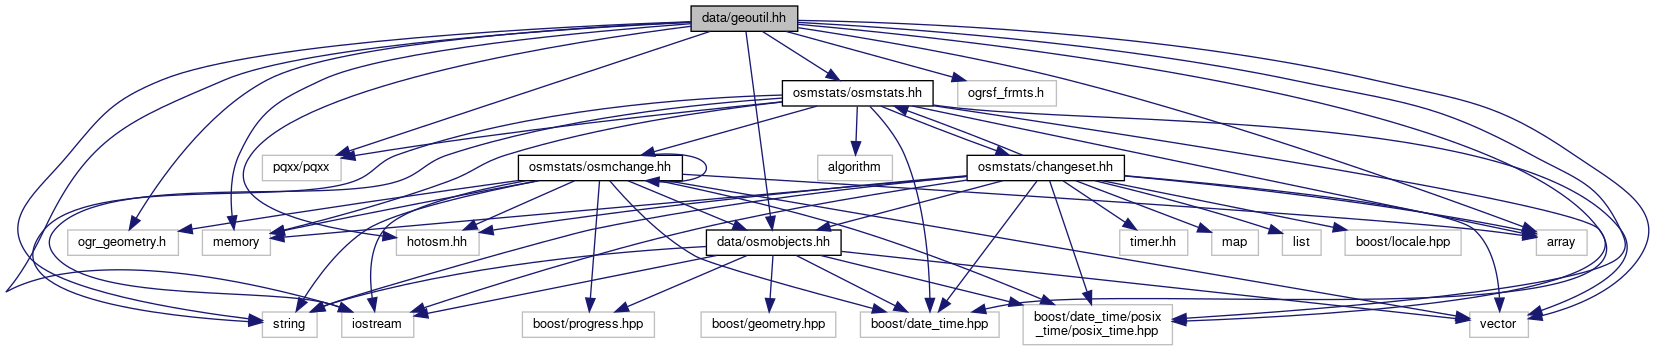 data/geoutil.hh
osmstats/osmstats.hh
ogrsf_frmts.h
pqxx/pqxx
osmstats/osmchange.hh
algorithm
osmstats/changeset.hh
ogr_geometry.h
memory
hotosm.hh
data/osmobjects.hh
timer.hh
map
list
boost/locale.hpp
array
string
iostream
boost/progress.hpp
boost/geometry.hpp
boost/date_time.hpp
boost/date_time/posix
_time/posix_time.hpp
vector